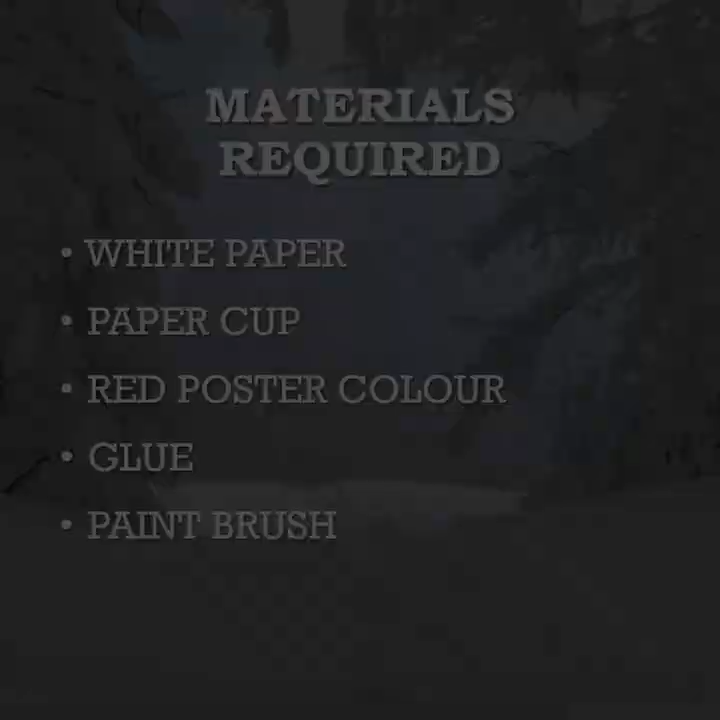 MATERIALS
REQUIRED
• WHITE PAPER
• PAPER CUP
• RED POSTER COLOUR
• GLUE
• PAINT BRUSH